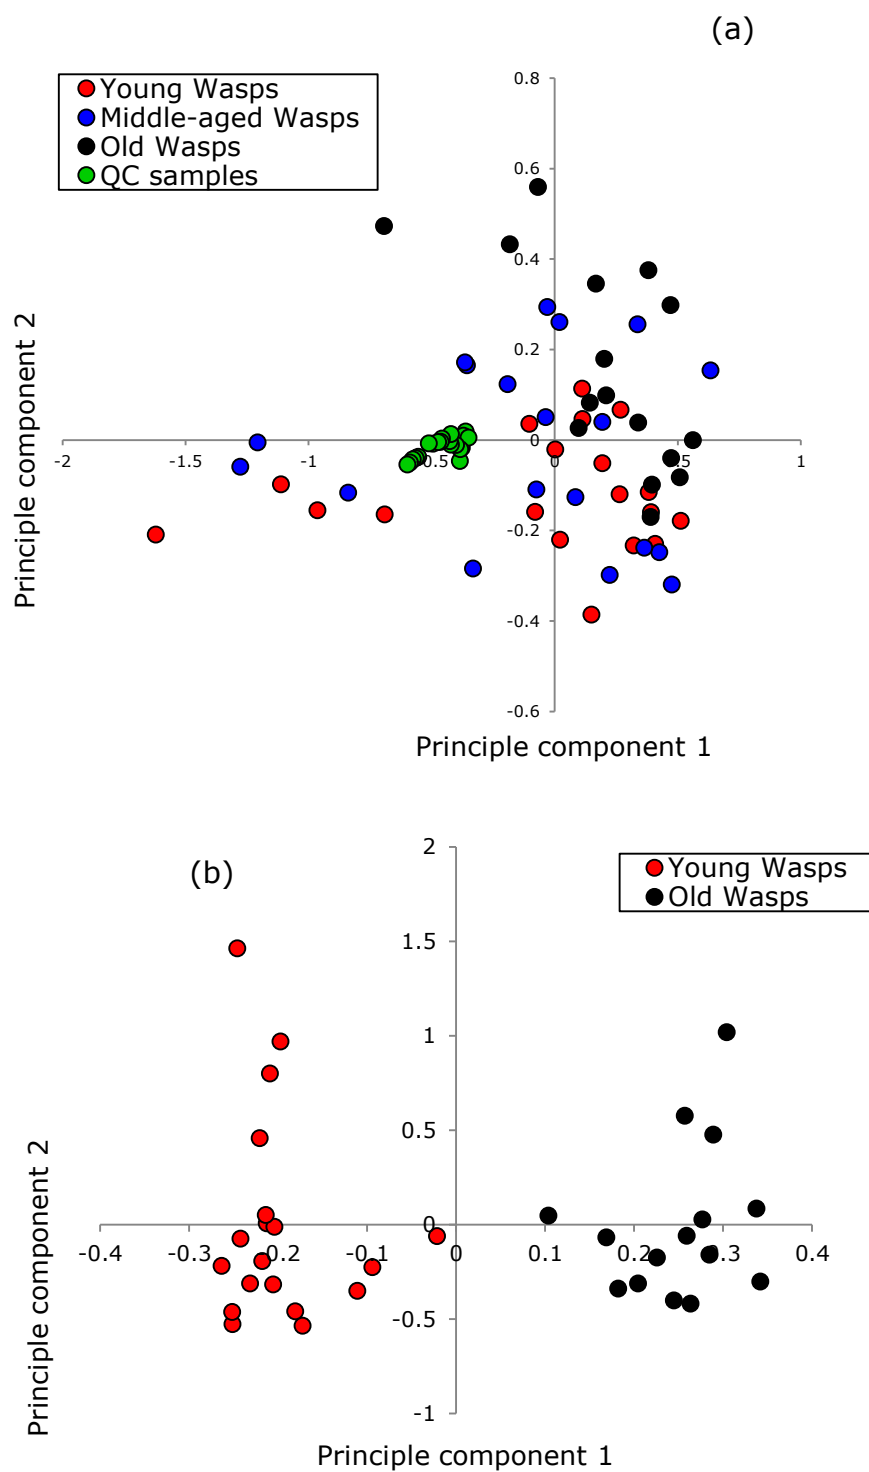 (a)
Young Wasps
Middle-aged Wasps
Old Wasps
QC samples
0.8
0.6
0.4
0.2
0
-0.2
-0.4
-0.6
-2
-1
0.5
0.5
1
Principle component 2
Principle component 1
(b)
Young Wasps
Old Wasps
2
1.5
1
0.5
0
-0.5
-1
-0.4
-0.3
-0.2
-0.1
0
0.1
0.2
0.3
0.4
Principle component 2
Principle component 1